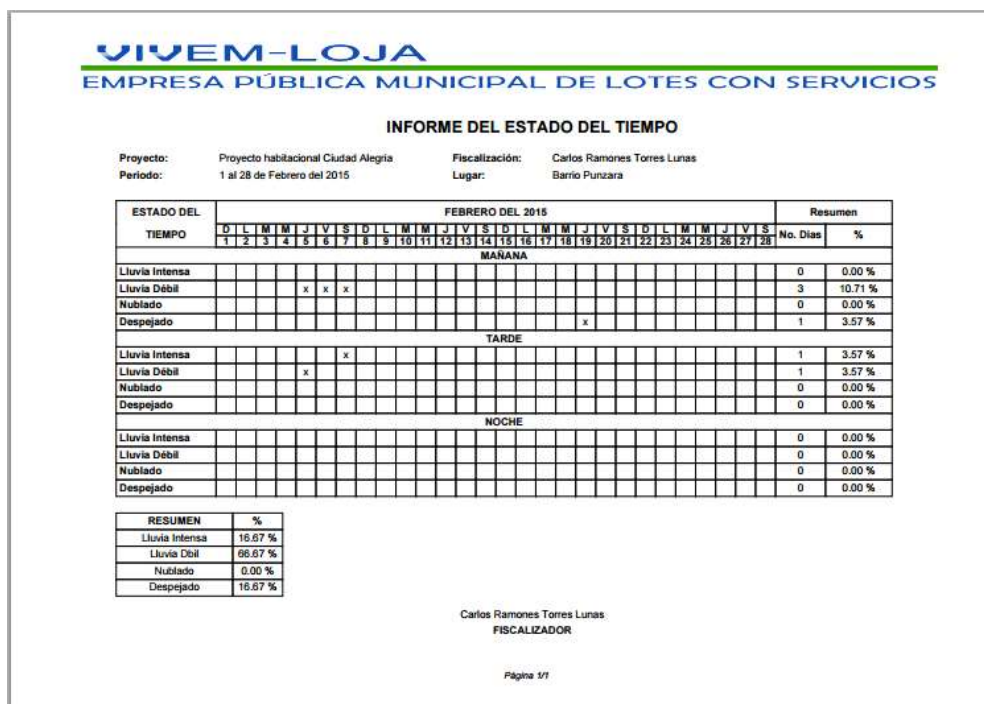 VIVEM-LOJA
EMPRESA PÚBLICA MUNICIPAL DE LOTES CON SERVICIOS
INFORME DEL ESTADO DEL TIEMPO
Proyecto: Proyecto habitacional Ciudad Alegria Fiscalización: Carlos Ramones Torres Lunas
Periodo: 1 al 28 de Febrero del 2015 Lugar: Barrio Punzara
ESTADO DEL TIEMPO FEBRERO DEL 2015 Resumen
D L M M J V S D L M M J V S D L M M J V S D L M M J V S No. Dias %
1 2 3 4 5 6 7 8 9 10 11 12 13 14 15 16 17 18 19 20 21 22 23 24 25 26 27 28
MAÑANA
Lluvia Intensa 0 0.00 %
Lluvia Débil x x x 3 10.71 %
Nublado 0 0.00 %
Despejado x 1 3.57 %
TARDE
Lluvia Intensa x 1 3.57 %
Lluvia Débil x 1 3.57 %
Nublado 0 0.00 %
Despejado 0 0.00 %
NOCHE
Lluvia Intensa 0 0.00 %
Lluvia Débil 0 0.00 %
Nublado 0 0.00 %
Despejado 0 0.00 %
RESUMEN %
Lluvia Intensa 16.67 %
Lluvia Dbil 66.67 %
Nublado 0.00 %
Despejado 16.67 %
Carlos Ramones Torres Lunas
FISCALIZADOR
Página 1/1